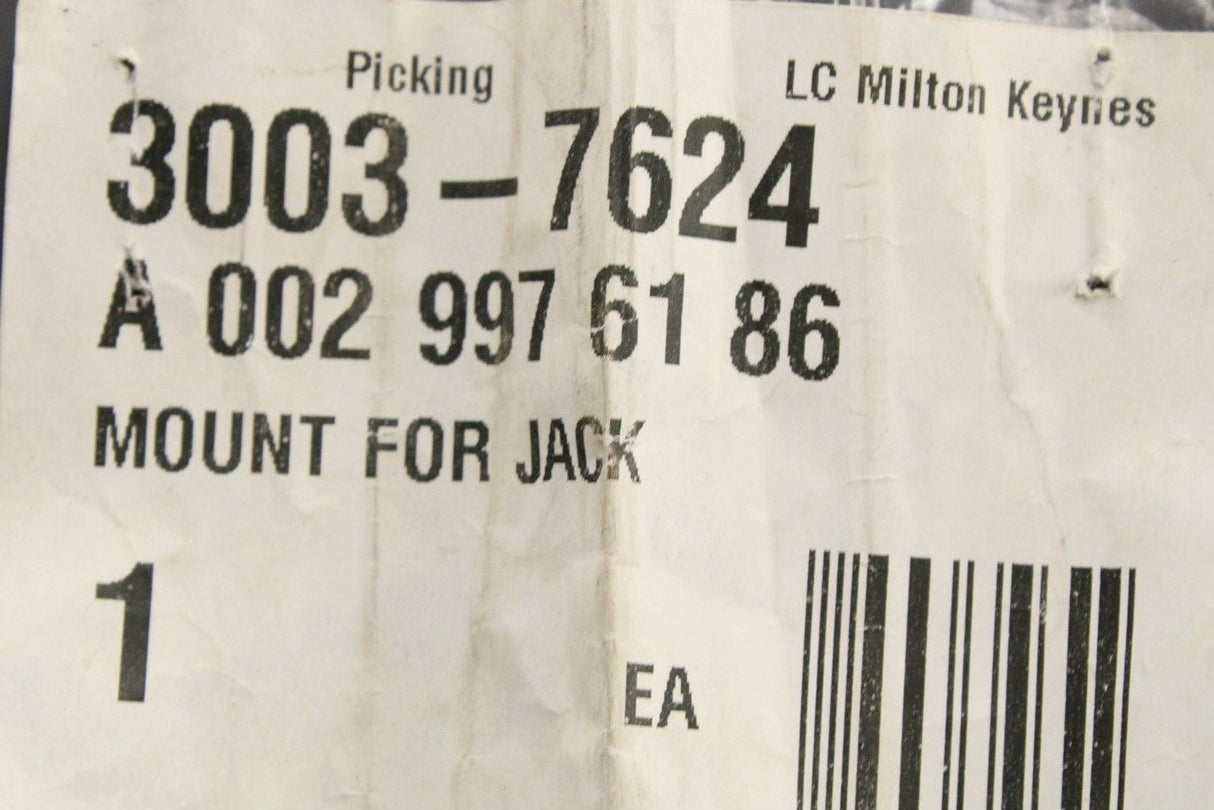 Picking LC Milton Keynes
3003-7624
A 002 997 61 86
MOUNT FOR JACK
1 EA